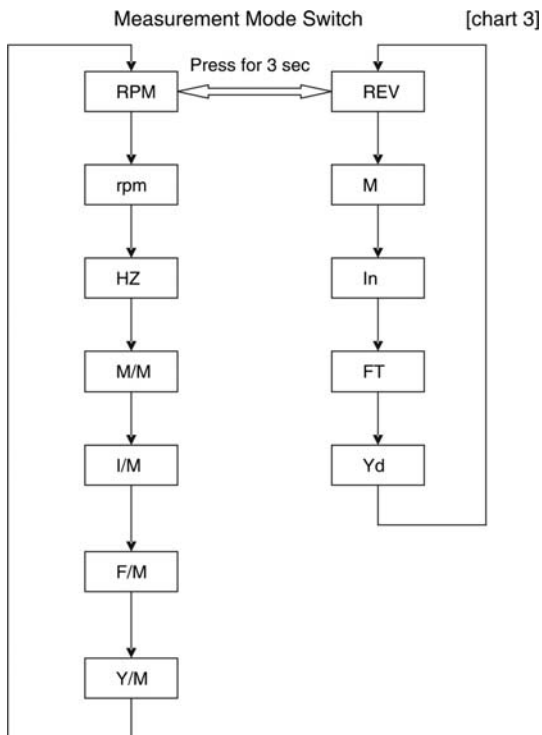 Measurement Mode Switch [chart 3]
Press for 3 sec
RPM REV
rpm M
HZ In
M/M FT
I/M Yd
F/M
Y/M